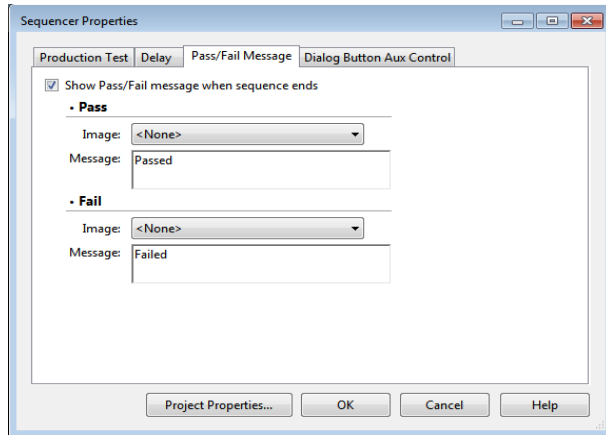 Sequencer Properties
Production Test Delay Pass/Fail Message Dialog Button Aux Control
Show Pass/Fail message when sequence ends
• Pass
Image: <None>
Message: Passed
• Fail
Image: <None>
Message: Failed
Project Properties... OK Cancel Help